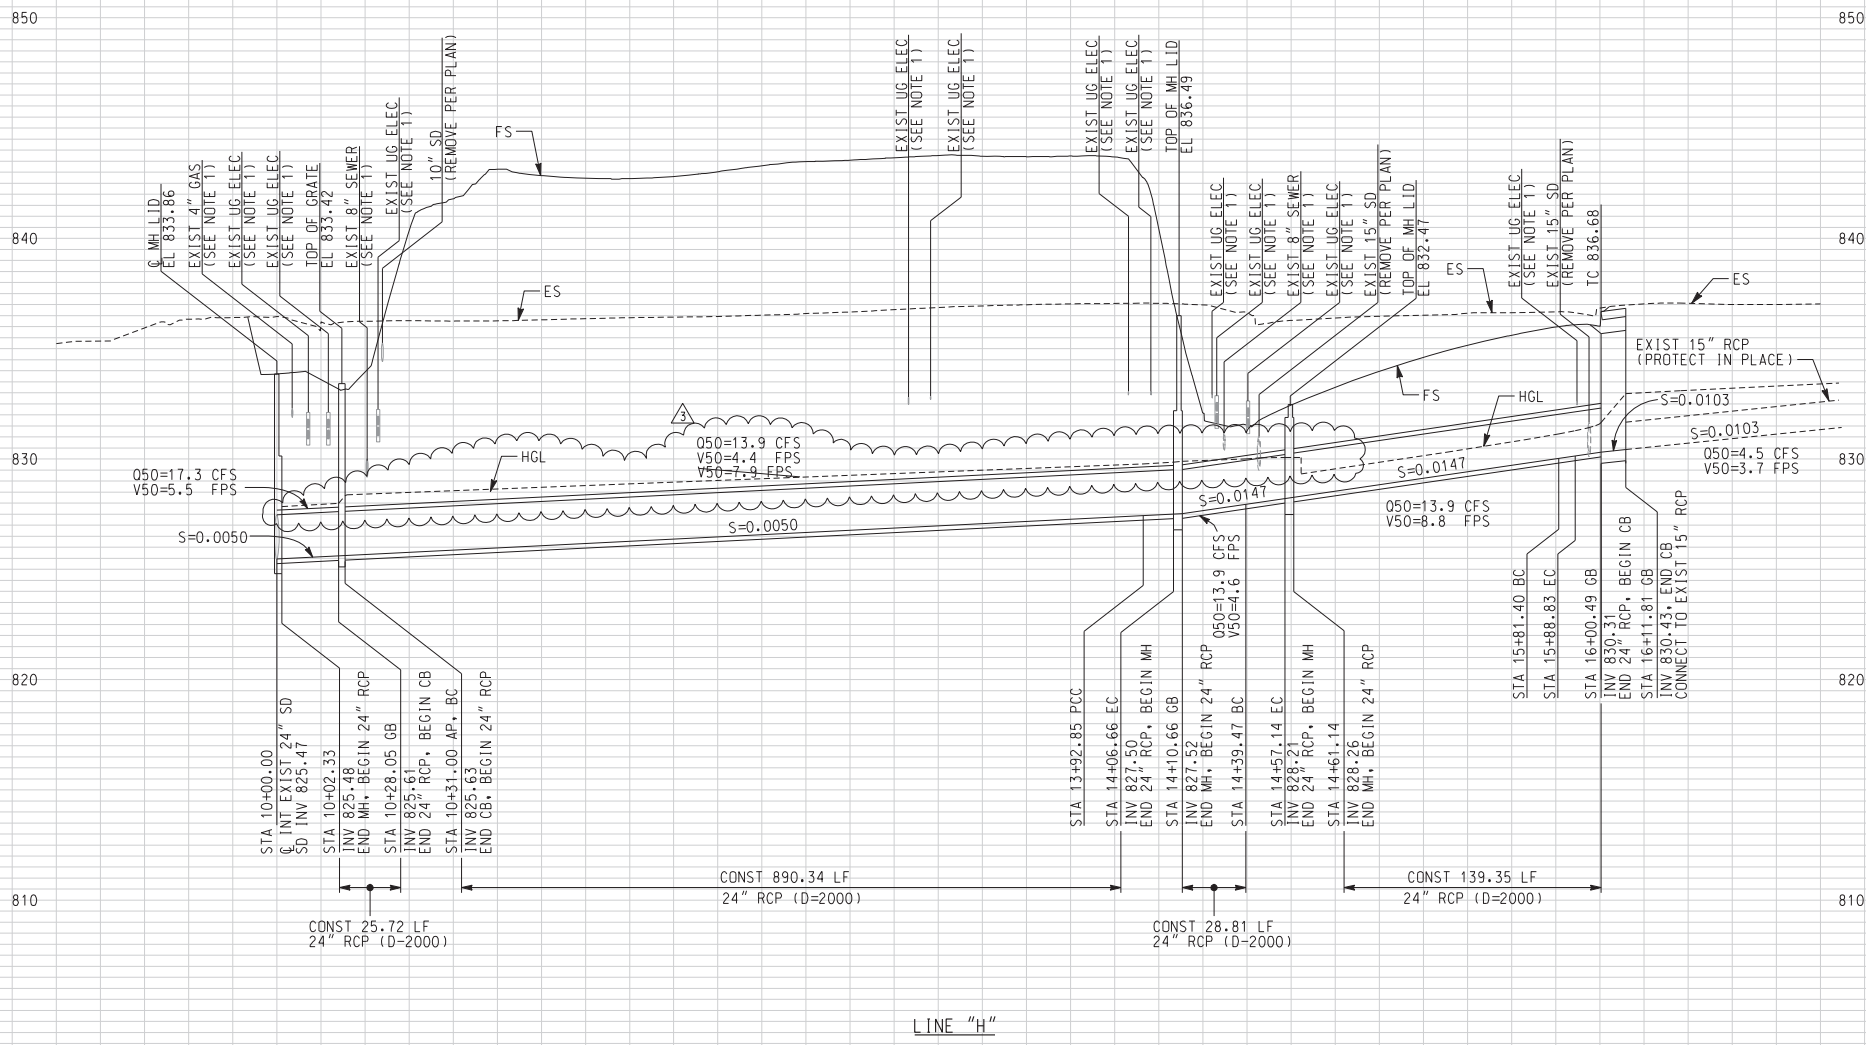 850
850
840
840
830
830
820
820
810
810
₵ MH LID
EL 833.86
EXIST 4" GAS
(SEE NOTE 1)
EXIST UG ELEC
(SEE NOTE 1)
EXIST UG ELEC
(SEE NOTE 1)
TOP OF GRATE
EL 833.42
EXIST 8" SEWER
(SEE NOTE 1)
EXIST UG ELEC
(SEE NOTE 1)
10" SD
(REMOVE PER PLAN)
FS
ES
EXIST UG ELEC
(SEE NOTE 1)
EXIST UG ELEC
(SEE NOTE 1)
EXIST UG ELEC
(SEE NOTE 1)
EXIST UG ELEC
(SEE NOTE 1)
TOP OF MH LID
EL 836.49
EXIST UG ELEC
(SEE NOTE 1)
EXIST UG ELEC
(SEE NOTE 1)
EXIST 8" SEWER
(SEE NOTE 1)
EXIST UG ELEC
(SEE NOTE 1)
EXIST 15" SD
(REMOVE PER PLAN)
TOP OF MH LID
EL 832.47
ES
EXIST UG ELEC
(SEE NOTE 1)
EXIST 15" SD
(REMOVE PER PLAN)
TC 836.68
ES
EXIST 15" RCP
(PROTECT IN PLACE)
FS
HGL
S=0.0103
S=0.0103
Q50=4.5 CFS
V50=3.7 FPS
3
Q50=13.9 CFS
V50=4.4 FPS
V50=7.9 FPS
HGL
Q50=17.3 CFS
V50=5.5 FPS
S=0.0050
S=0.0050
S=0.0147
S=0.0147
Q50=13.9 CFS
V50=8.8 FPS
Q50=13.9 CFS
V50=4.6 FPS
STA 10+00.00
₵ INT EXIST 24" SD
SD INV 825.47
STA 10+02.33
INV 825.48
END MH, BEGIN 24" RCP
STA 10+28.05 GB
INV 825.61
END 24" RCP, BEGIN CB
STA 10+31.00 AP, BC
INV 825.63
END CB, BEGIN 24" RCP
STA 13+92.85 PCC
STA 14+06.66 EC
INV 827.50
END 24" RCP, BEGIN MH
STA 14+10.66 GB
INV 827.52
END MH, BEGIN 24" RCP
STA 14+39.47 BC
STA 14+57.14 EC
INV 828.21
END 24" RCP, BEGIN MH
STA 14+61.14
INV 828.26
END MH, BEGIN 24" RCP
STA 15+81.40 BC
STA 15+88.83 EC
STA 16+00.49 GB
INV 830.31
END 24" RCP, BEGIN CB
STA 16+11.81 GB
INV 830.43, END CB
CONNECT TO EXIST 15" RCP
CONST 25.72 LF
24" RCP (D-2000)
CONST 890.34 LF
24" RCP (D=2000)
CONST 28.81 LF
24" RCP (D-2000)
CONST 139.35 LF
24" RCP (D=2000)
LINE "H"